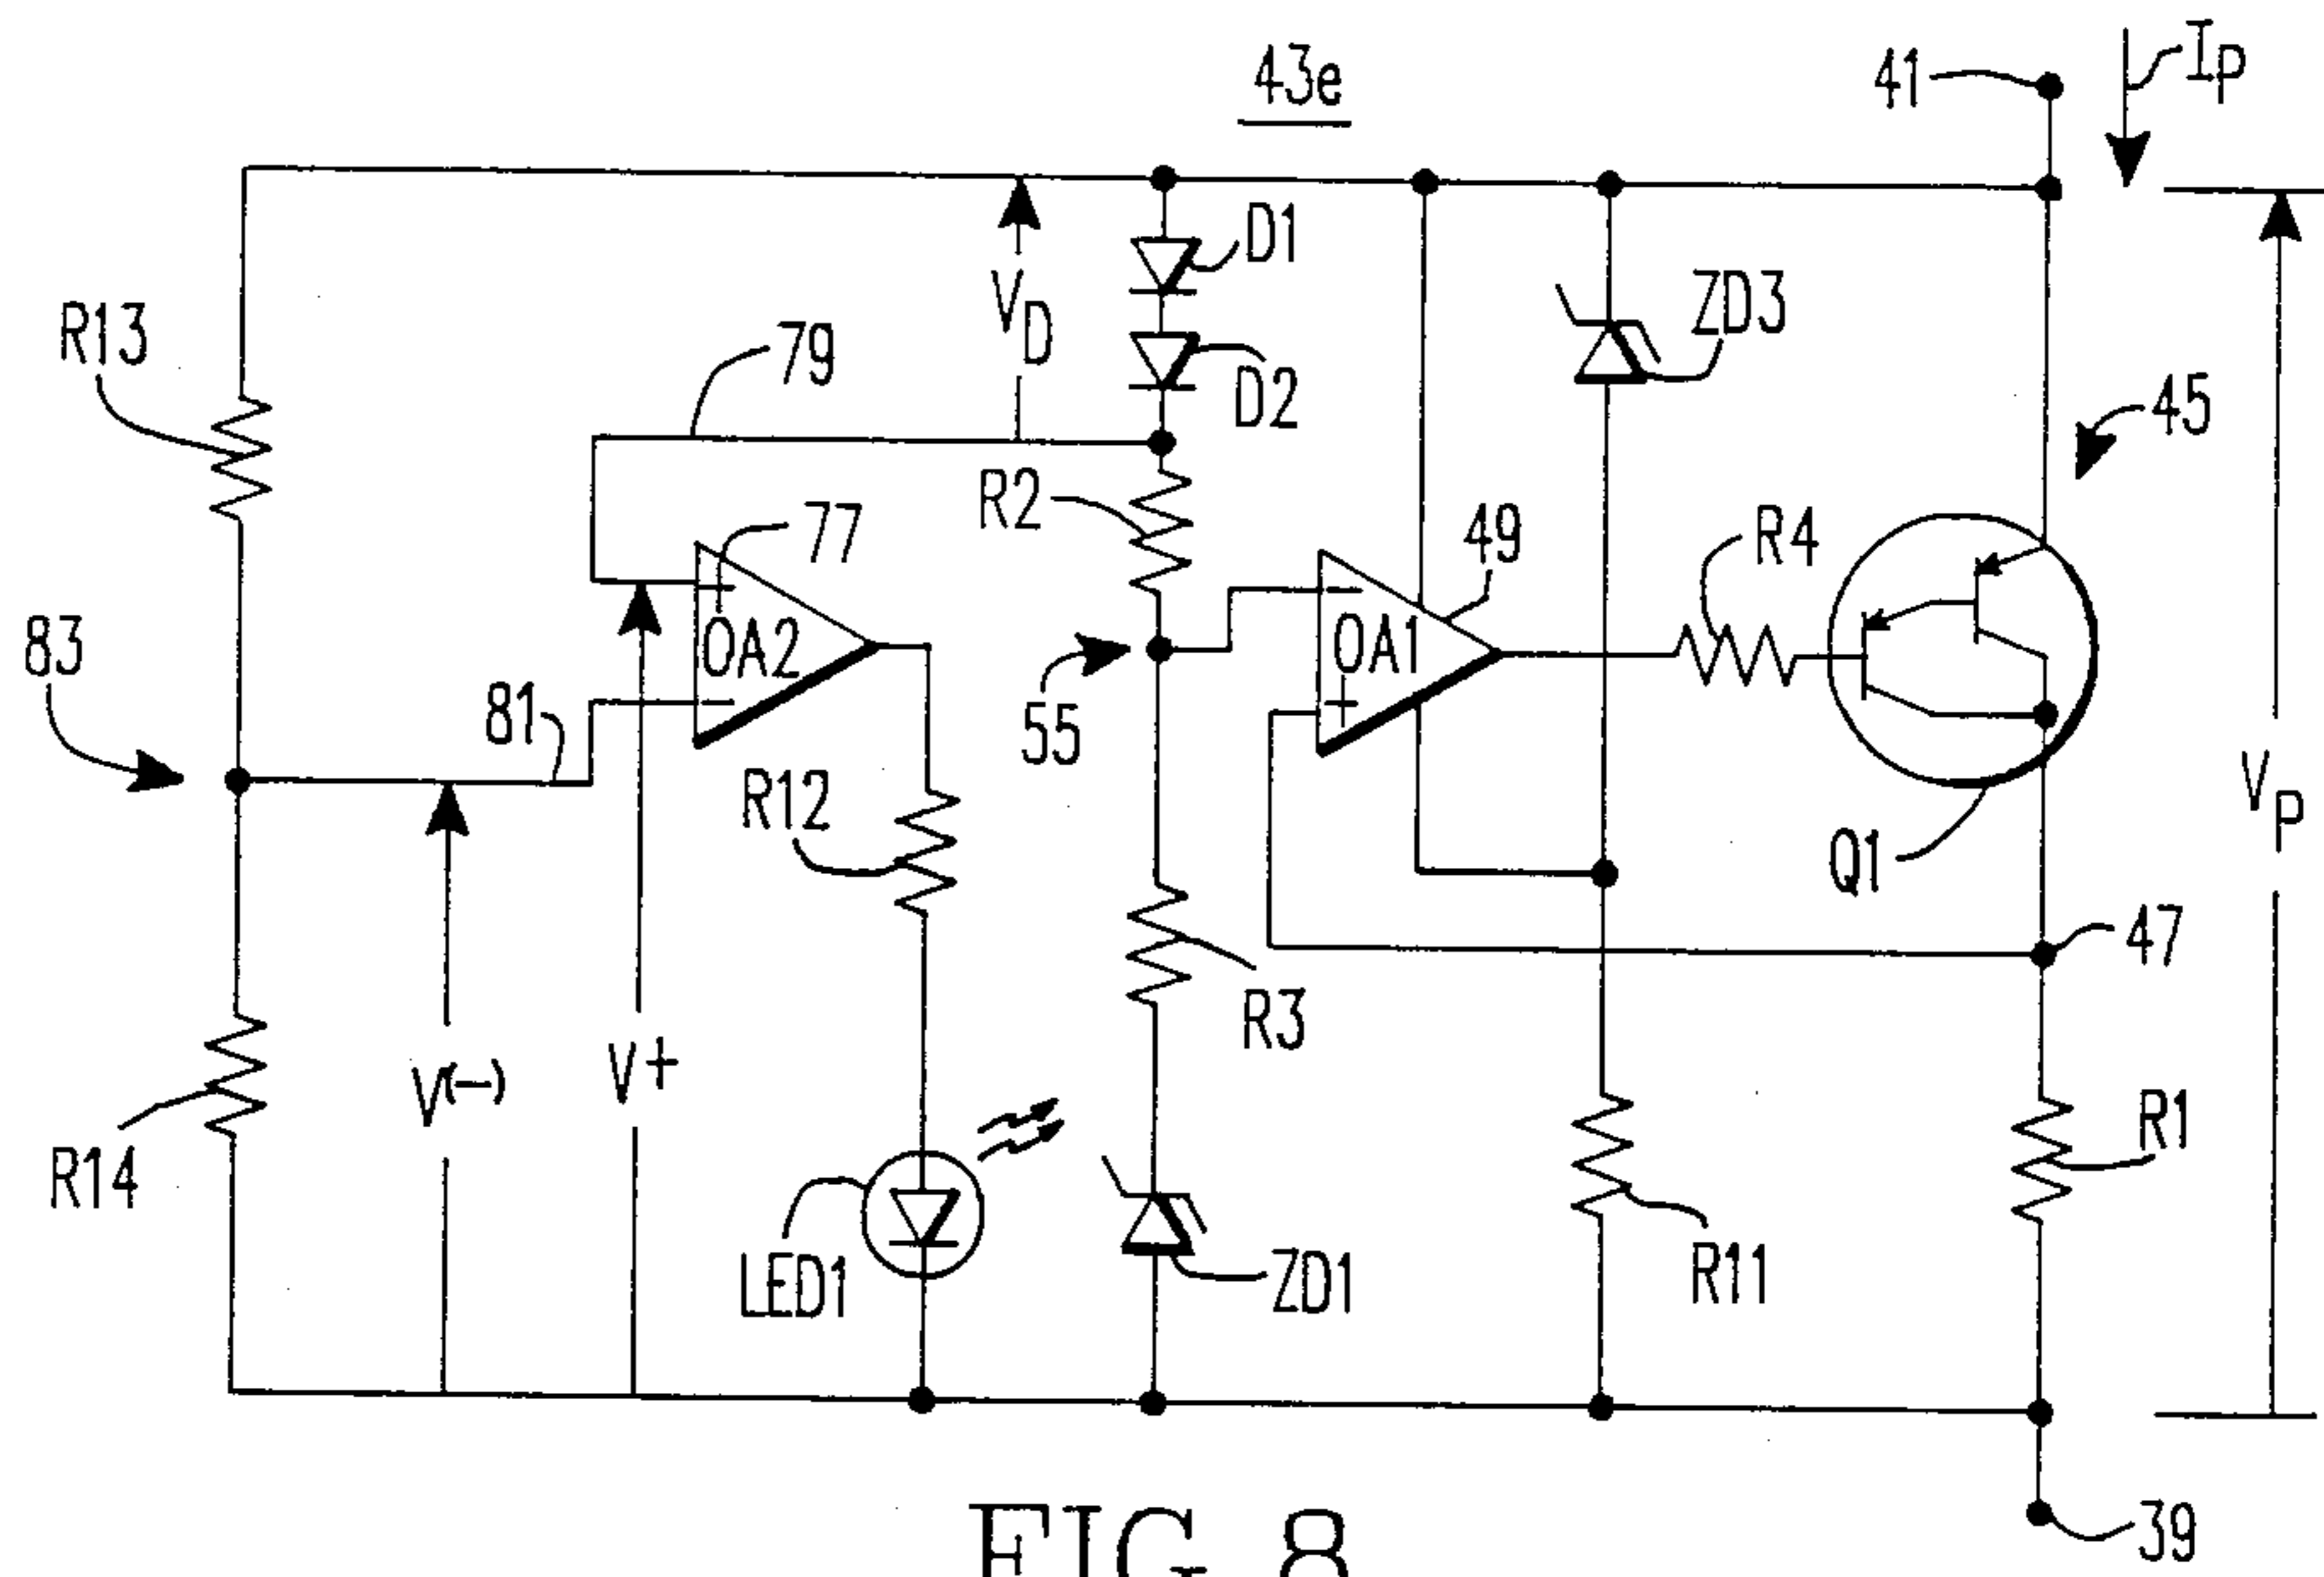 43e
41
IP
D1
VD
ZD3
R13
79
D2
45
R2
77
49
R4
83
OA2
OA1
81
55
R12
VP
Q1
47
R3
V(-)
V+
R1
R14
LED1
ZD1
R11
39
FIG. 8